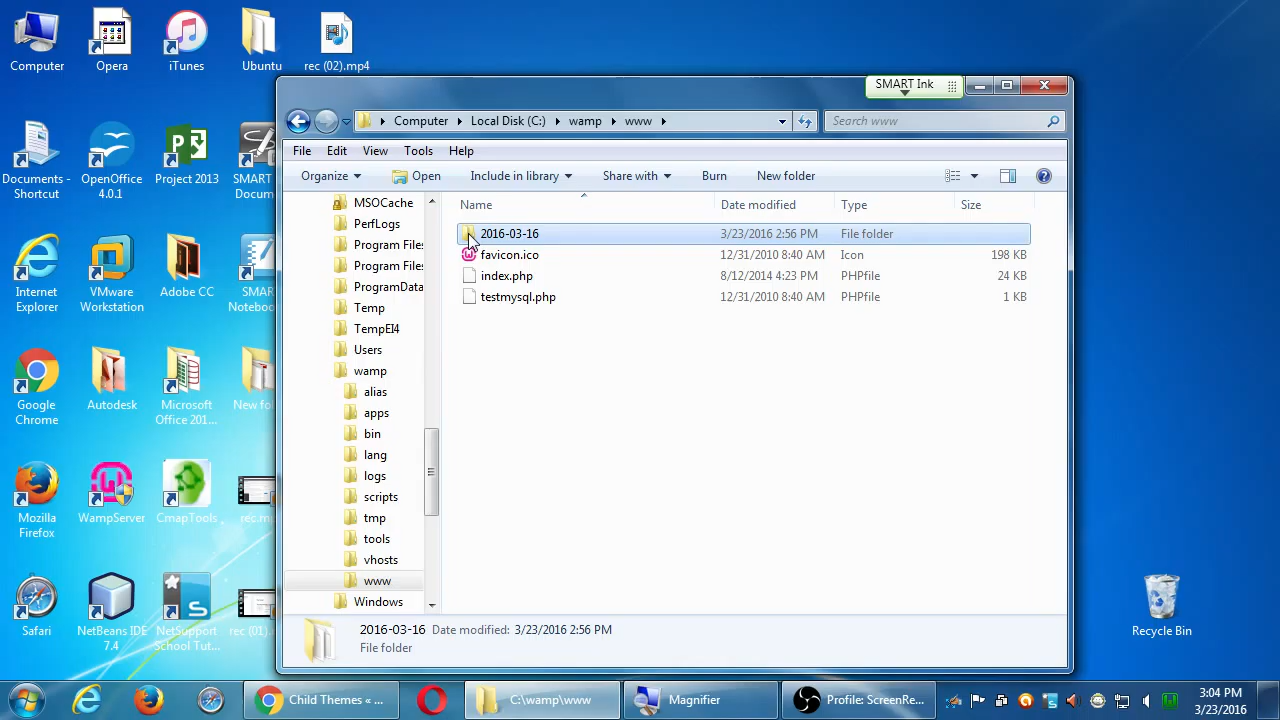 Computer
Opera
iTunes
Ubuntu
rec (02).mp4
Documents - Shortcut
OpenOffice 4.0.1
Project 2013
SMART
Docum
Internet Explorer
VMware Workstation
Adobe CC
SMAR
Notebook
Google Chrome
Autodesk
Microsoft Office 201...
New fol
Mozilla Firefox
WampServer
CmapTools
rec.mp
Safari
NetBeans IDE 7.4
NetSupport School Tut...
rec (01).
Recycle Bin
SMART Ink
Computer
Local Disk (C:)
wamp
www
Search www
File Edit View Tools Help
Organize Open Include in library Share with Burn New folder
MSOCache
PerfLogs
Program Files
Program Files
ProgramData
Temp
TempEI4
Users
wamp
alias
apps
bin
lang
logs
scripts
tmp
tools
vhosts
www
Windows
Name Date modified Type Size
2016-03-16 3/23/2016 2:56 PM File folder
favicon.ico 12/31/2010 8:40 AM Icon 198 KB
index.php 8/12/2014 4:23 PM PHPfile 24 KB
testmysql.php 12/31/2010 8:40 AM PHPfile 1 KB
2016-03-16 Date modified: 3/23/2016 2:56 PM
File folder
Child Themes « ...
C:\wamp\www
Magnifier
Profile: ScreenRe...
3:04 PM
3/23/2016